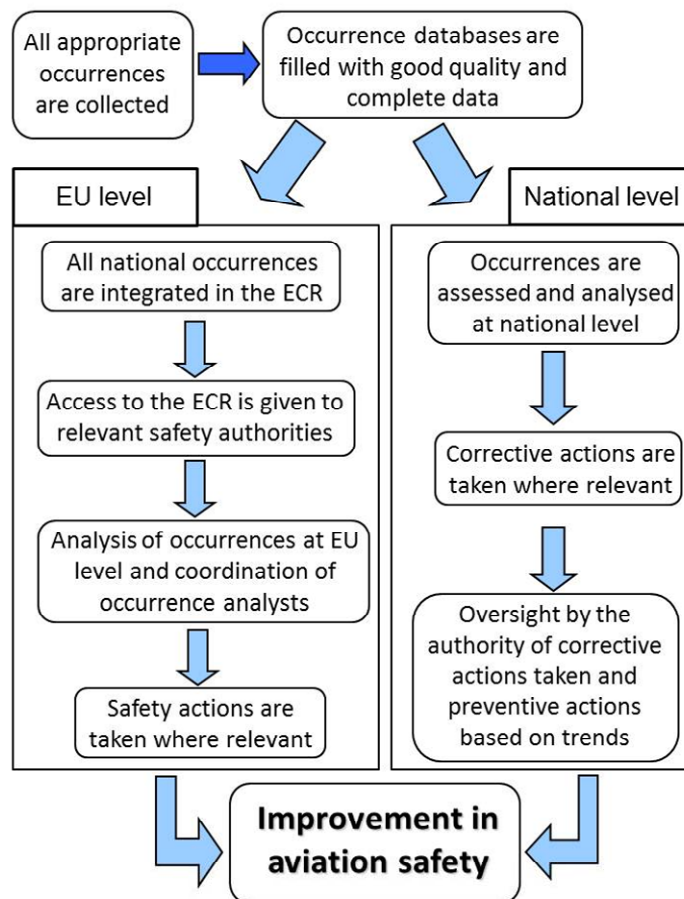 All appropriate
occurrences
are collected
Occurrence databases are
filled with good quality and
complete data
EU level
All national occurrences
are integrated in the ECR
Access to the ECR is given to
relevant safety authorities
Analysis of occurrences at EU
level and coordination of
occurrence analysts
Safety actions are
taken where relevant
National level
Occurrences are
assessed and analysed
at national level
Corrective actions are
taken where relevant
Oversight by the
authority of corrective
actions taken and
preventive actions
based on trends
Improvement in
aviation safety